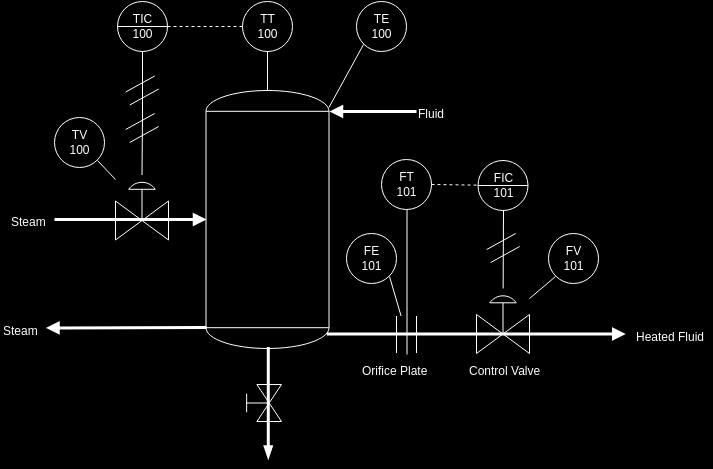 TIC
100
TT
100
TE
100
Fluid
TV
100
FT
101
FIC
101
Steam
FE
101
FV
101
Steam
Heated Fluid
Orifice Plate
Control Valve